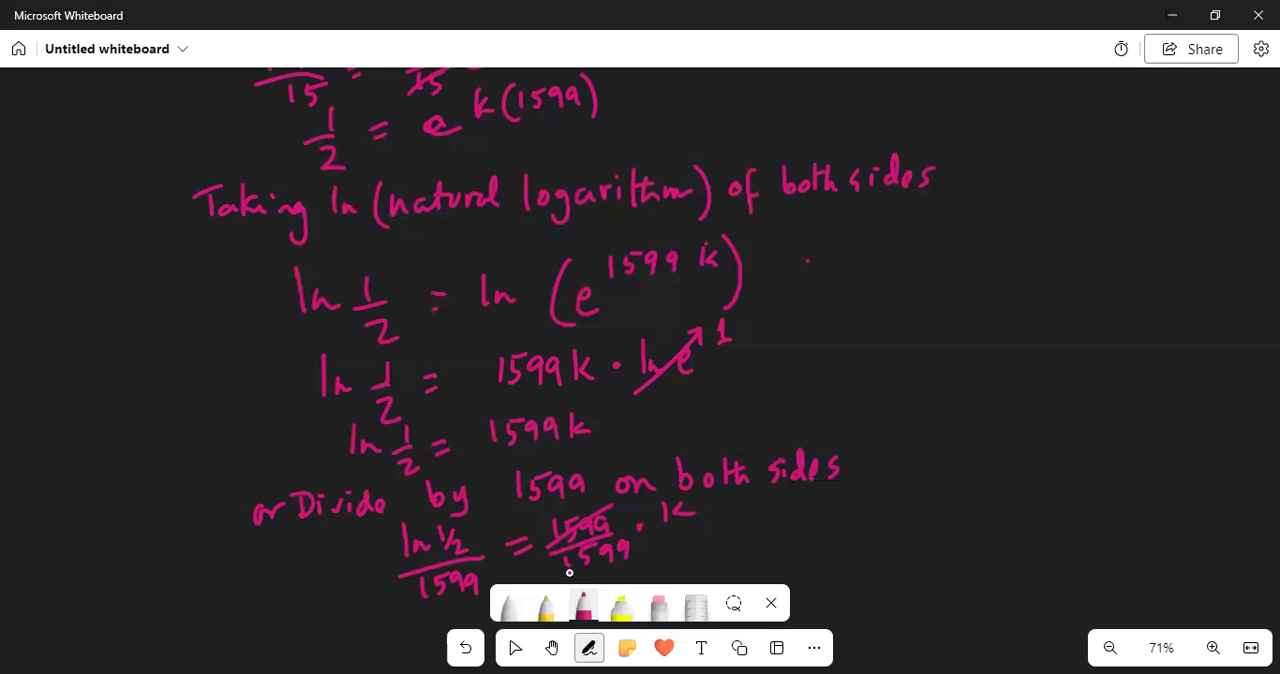 Microsoft Whiteboard
Untitled whiteboard
Share
15 = 15
1/2 = e^k(1599)
Taking ln (natural logarithm) of both sides
ln 1/2 = ln (e^1599 k)
ln 1/2 = 1599 k · ln e 1
ln 1/2 = 1599 k
or Divide by 1599 on both sides
ln 1/2 / 1599 = 1599/1599 · k
71%